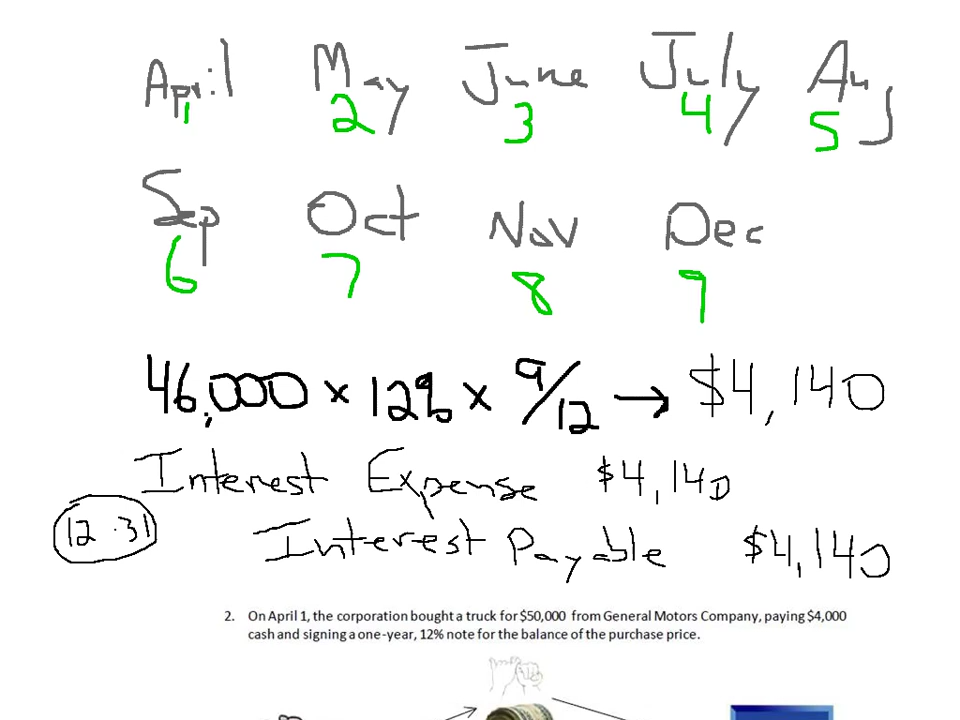 April May June July Aug
1 2 3 4 5
Sep Oct Nov Dec
6 7 8 9
46,000 × 12% × 9/12 → $4,140
Interest Expense $4,140
12.31 Interest Payable $4,140
2. On April 1, the corporation bought a truck for $50,000 from General Motors Company, paying $4,000
cash and signing a one-year, 12% note for the balance of the purchase price.